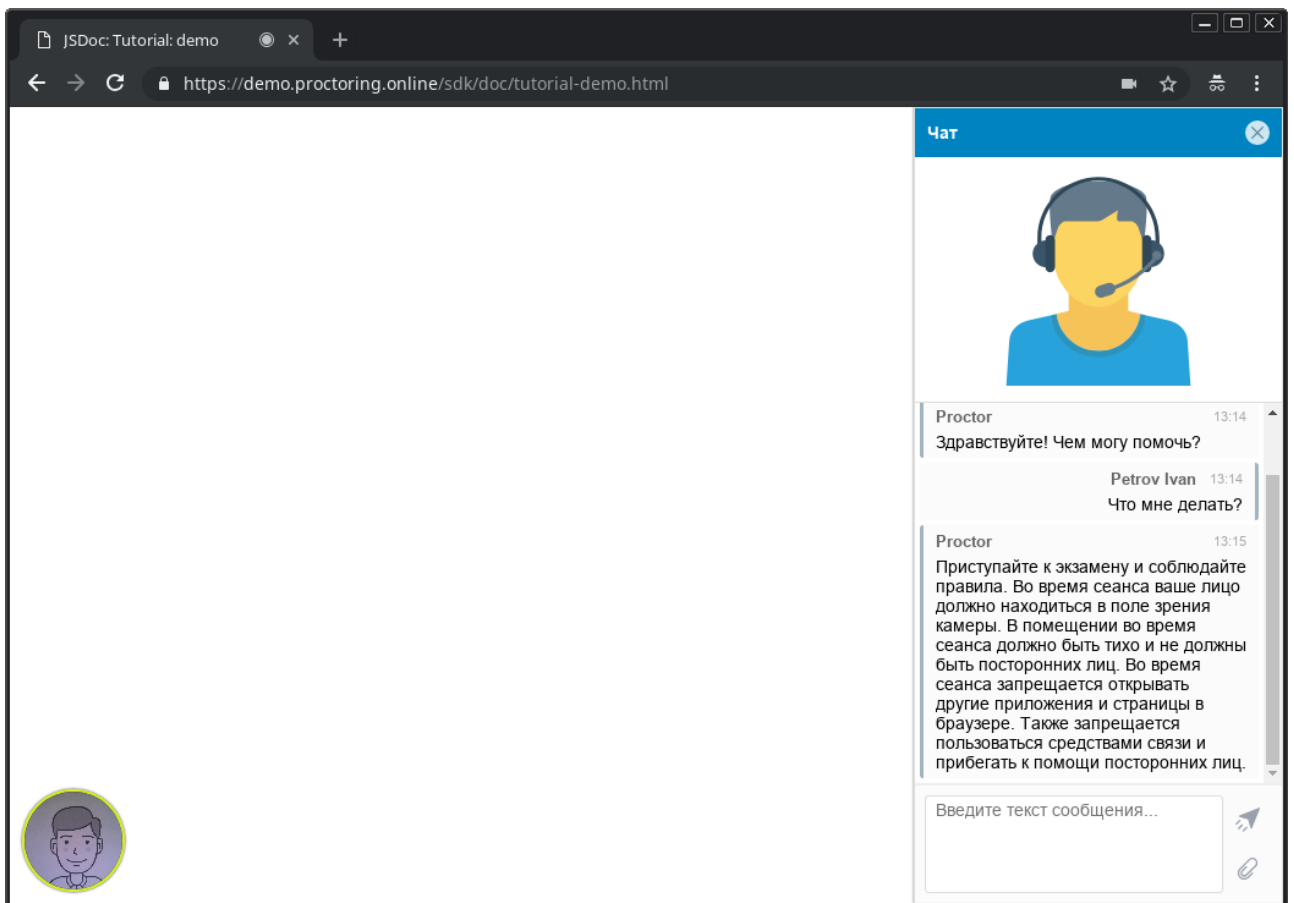 JSDoc: Tutorial: demo
https://demo.proctoring.online/sdk/doc/tutorial-demo.html
Чат
Proctor 13:14
Здравствуйте! Чем могу помочь?
Petrov Ivan 13:14
Что мне делать?
Proctor 13:15
Приступайте к экзамену и соблюдайте
правила. Во время сеанса ваше лицо
должно находиться в поле зрения
камеры. В помещении во время
сеанса должно быть тихо и не должны
быть посторонних лиц. Во время
сеанса запрещается открывать
другие приложения и страницы в
браузере. Также запрещается
пользоваться средствами связи и
прибегать к помощи посторонних лиц.
Введите текст сообщения...